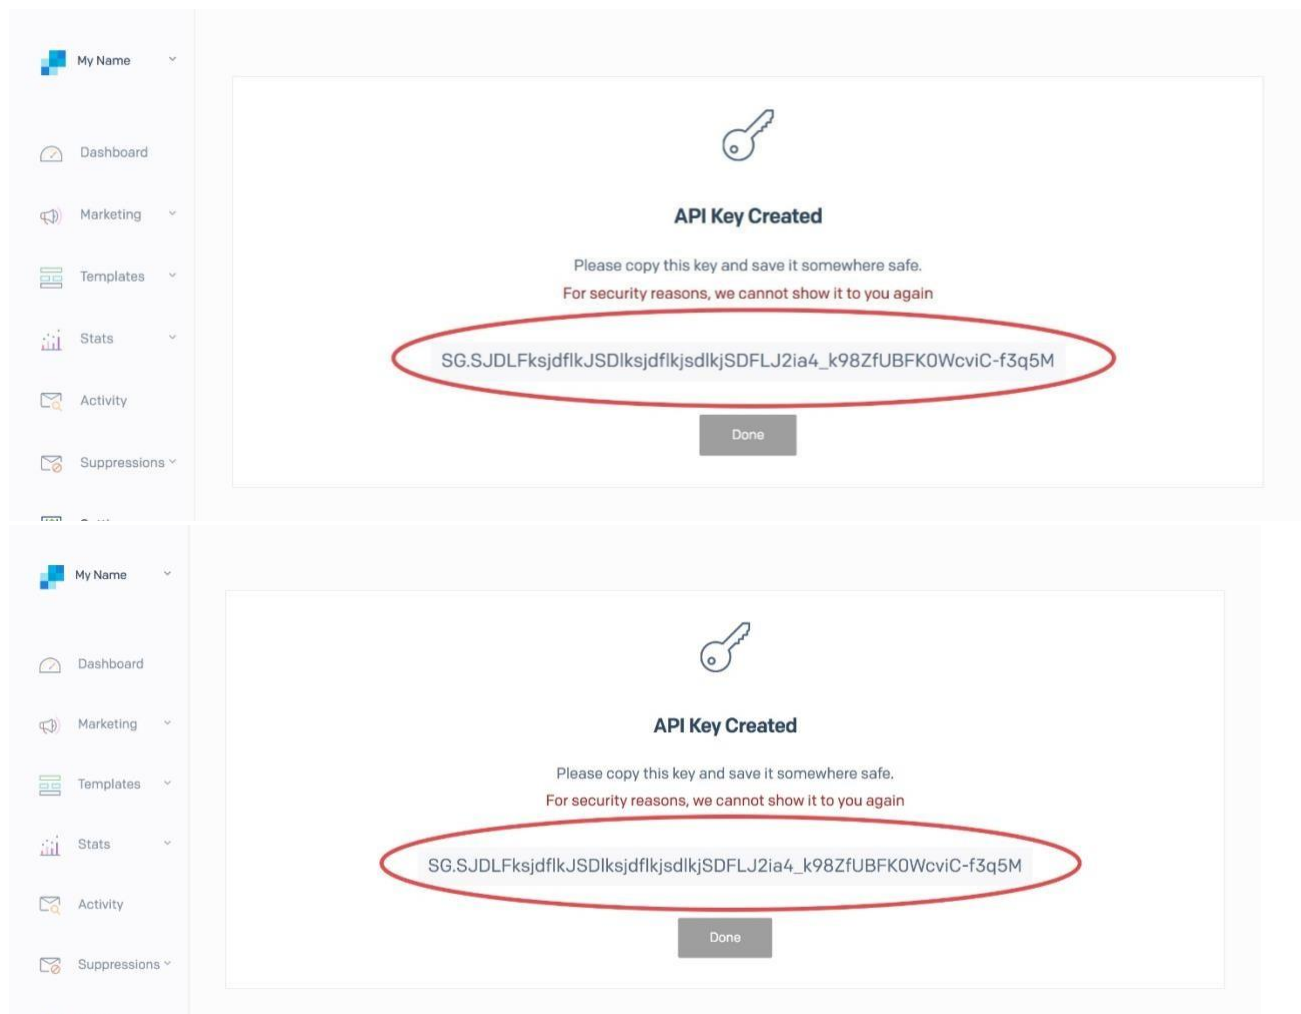 My Name
Dashboard
Marketing
Templates
Stats
Activity
Suppressions
API Key Created
Please copy this key and save it somewhere safe.
For security reasons, we cannot show it to you again
SG.SJDLFksjdflkJSDlksjdflkjsdlkjSDFLJ2ia4_k98ZfUBFK0WcviC-f3q5M
Done
My Name
Dashboard
Marketing
Templates
Stats
Activity
Suppressions
API Key Created
Please copy this key and save it somewhere safe.
For security reasons, we cannot show it to you again
SG.SJDLFksjdflkJSDlksjdflkjsdlkjSDFLJ2ia4_k98ZfUBFK0WcviC-f3q5M
Done